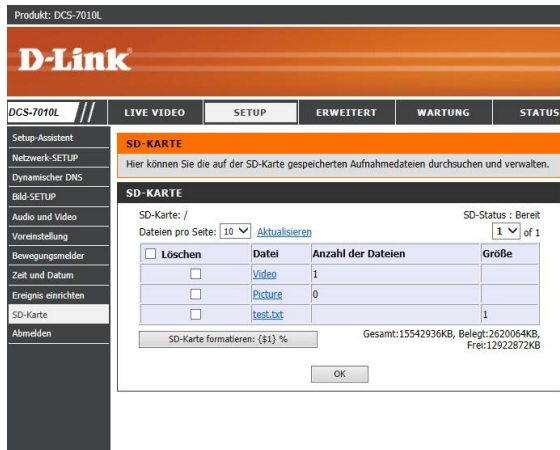 Produkt: DCS-7010L
D-Link
DCS-7010L
LIVE VIDEO SETUP ERWEITERT WARTUNG STATUS
Setup-Assistent
Netzwerk-SETUP
Dynamischer DNS
Bild-SETUP
Audio und Video
Voreinstellung
Bewegungsmelder
Zeit und Datum
Ereignis einrichten
SD-Karte
Abmelden
SD-KARTE
Hier können Sie die auf der SD-Karte gespeicherten Aufnahmedateien durchsuchen und verwalten.
SD-KARTE
SD-Karte: / SD-Status : Bereit
Dateien pro Seite: 10 Aktualisieren 1 of 1
Löschen Datei Anzahl der Dateien Größe
Video 1
Picture 0
test.txt 1
SD-Karte formatieren: {$1} % Gesamt:15542936KB, Belegt:2620064KB,
Frei:12922872KB
OK